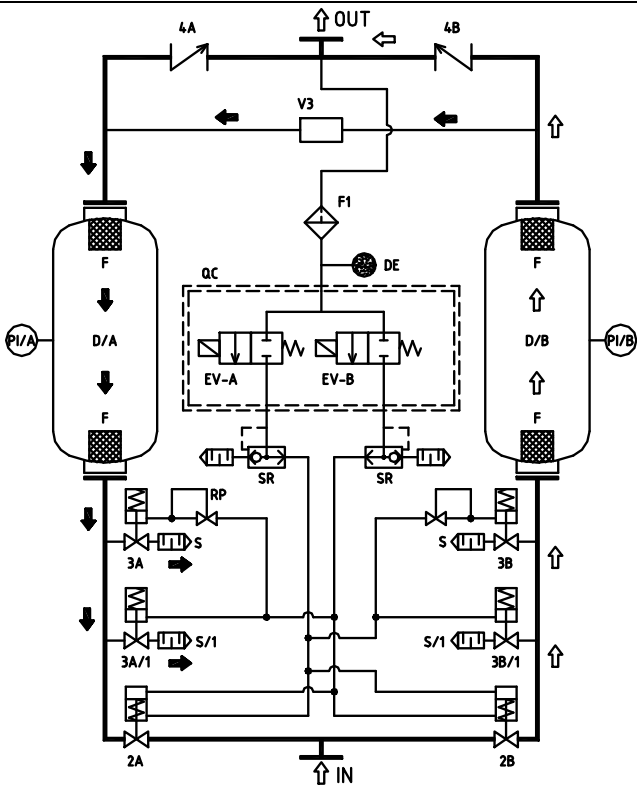 OUT
4A
4B
V3
F1
DE
QC
F
F
PI/A
D/A
D/B
PI/B
EV-A
EV-B
F
F
SR
SR
RP
S
S
3A
3B
S/1
S/1
3A/1
3B/1
2A
2B
IN